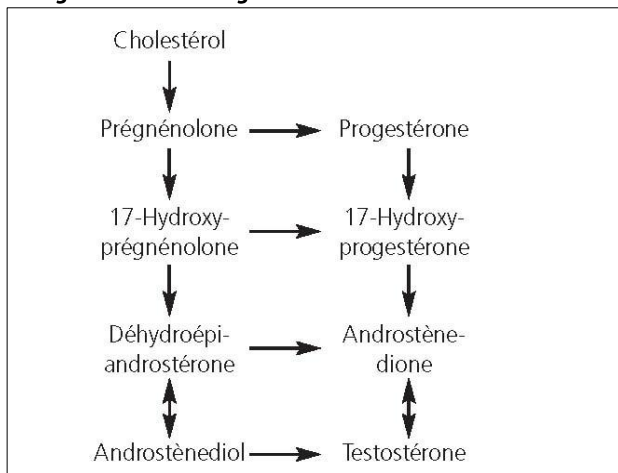 Cholestérol
Prégnénolone
Progestérone
17-Hydroxy-
prégnénolone
17-Hydroxy-
progestérone
Déhydroépi-
androstérone
Androstène-
dione
Androstènediol
Testostérone